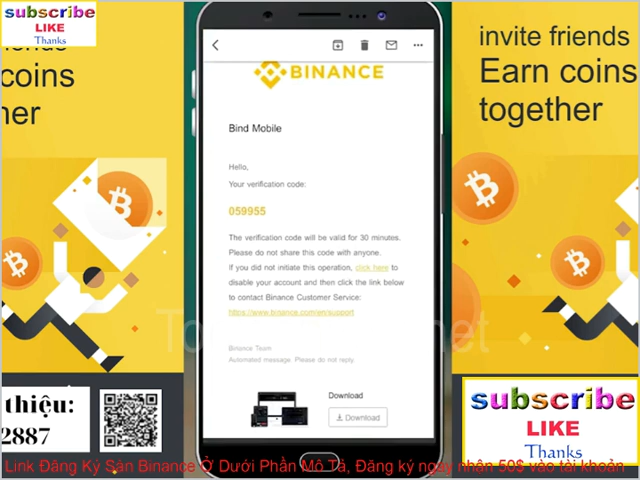 subscribe
LIKE
Thanks
coins
her
invite friends
Earn coins
together
BINANCE
Bind Mobile
Hello,
Your verification code:
059955
The verification code will be valid for 30 minutes.
Please do not share this code with anyone.
If you did not initiate this operation, click here to
disable your account and then click the link below
to contact Binance Customer Service:
https://www.binance.com/en/support
Binance Team
Automated message. Please do not reply.
Download
Download
thiệu:
2887
subscribe
LIKE
Thanks
Link Đăng Ký Sàn Binance Ở Dưới Phần Mô Tả, Đăng ký ngay nhận 50$ vào tài khoản